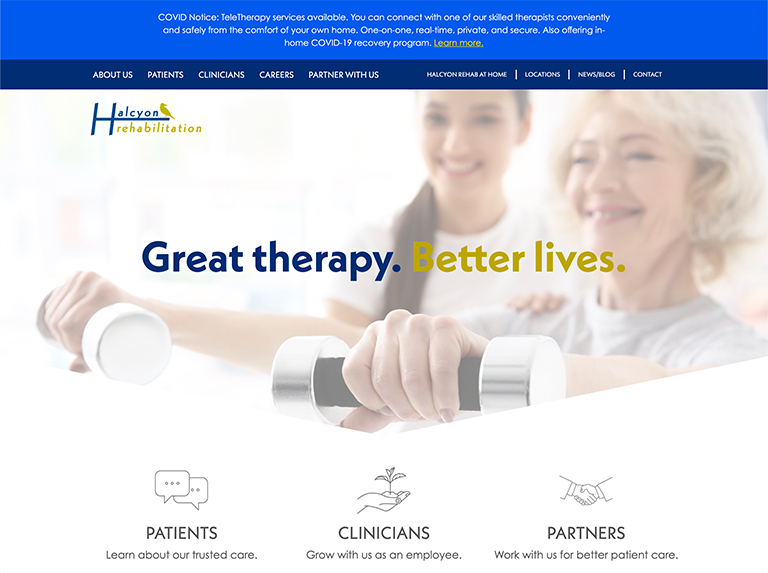 COVID Notice: TeleTherapy services available. You can connect with one of our skilled therapists conveniently
and safely from the comfort of your own home. One-on-one, real-time, private, and secure. Also offering in-
home COVID-19 recovery program. Learn more.
ABOUT US PATIENTS CLINICIANS CAREERS PARTNER WITH US HALCYON REHAB AT HOME LOCATIONS NEWS/BLOG CONTACT
Halcyon
rehabilitation
Great therapy. Better lives.
PATIENTS CLINICIANS PARTNERS
Learn about our trusted care. Grow with us as an employee. Work with us for better patient care.